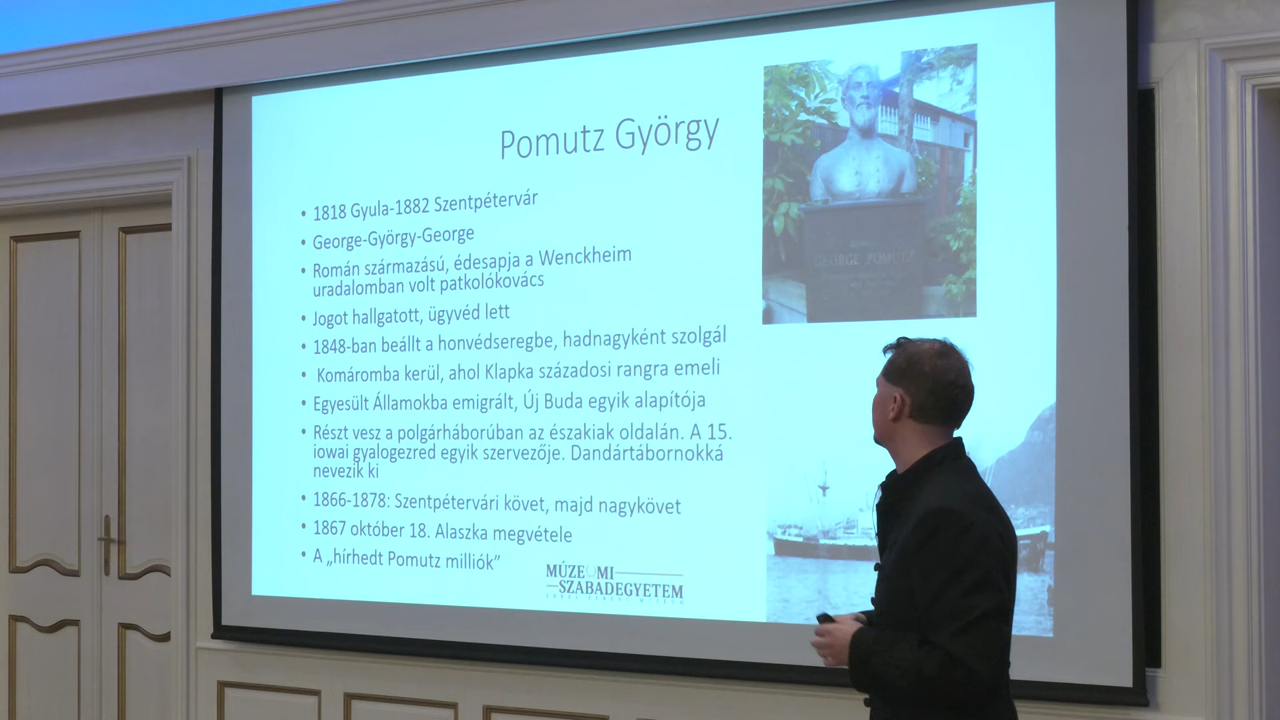 Pomutz György
GEORGE POMUTZ
• 1818 Gyula-1882 Szentpétervár
• George-György-George
• Román származású, édesapja a Wenckheim
uradalomban volt patkolókovács
• Jogot hallgatott, ügyvéd lett
• 1848-ban beállt a honvédseregbe, hadnagyként szolgál
• Komáromba kerül, ahol Klapka századosi rangra emeli
• Egyesült Államokba emigrált, Új Buda egyik alapítója
• Részt vesz a polgárháborúban az északiak oldalán. A 15.
iowai gyalogezred egyik szervezője. Dandártábornokká
nevezik ki
• 1866-1878: Szentpétervári követ, majd nagykövet
• 1867 október 18. Alaszka megvétele
• A „hírhedt Pomutz milliók”
MÚZEUMI
SZABADEGYETEM